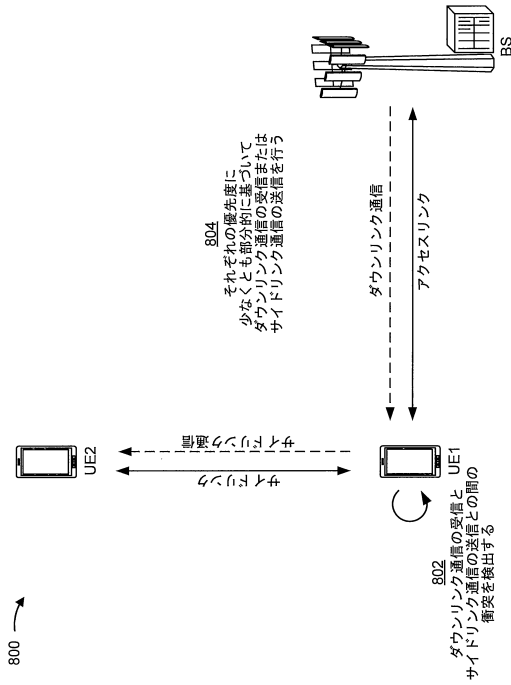 800
UE2
サイドリンク
サイドリンク通信
802
ダウンリンク通信の受信と
サイドリンク通信の送信との間の
衝突を検出する
UE1
804
それぞれの優先度に
少なくとも部分的に基づいて
ダウンリンク通信の受信または
サイドリンク通信の送信を行う
ダウンリンク通信
アクセスリンク
BS